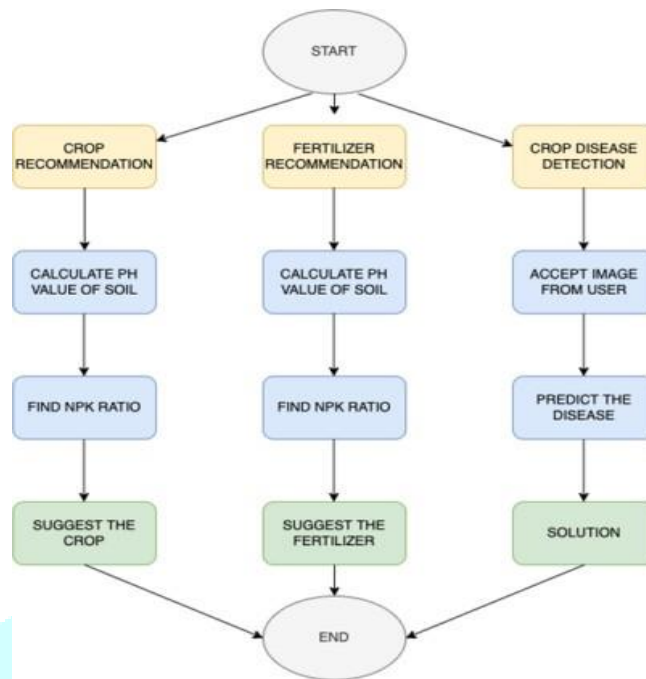 START
CROP
RECOMMENDATION
FERTILIZER
RECOMMENDATION
CROP DISEASE
DETECTION
CALCULATE PH
VALUE OF SOIL
CALCULATE PH
VALUE OF SOIL
ACCEPT IMAGE
FROM USER
FIND NPK RATIO
FIND NPK RATIO
PREDICT THE
DISEASE
SUGGEST THE
CROP
SUGGEST THE
FERTILIZER
SOLUTION
END